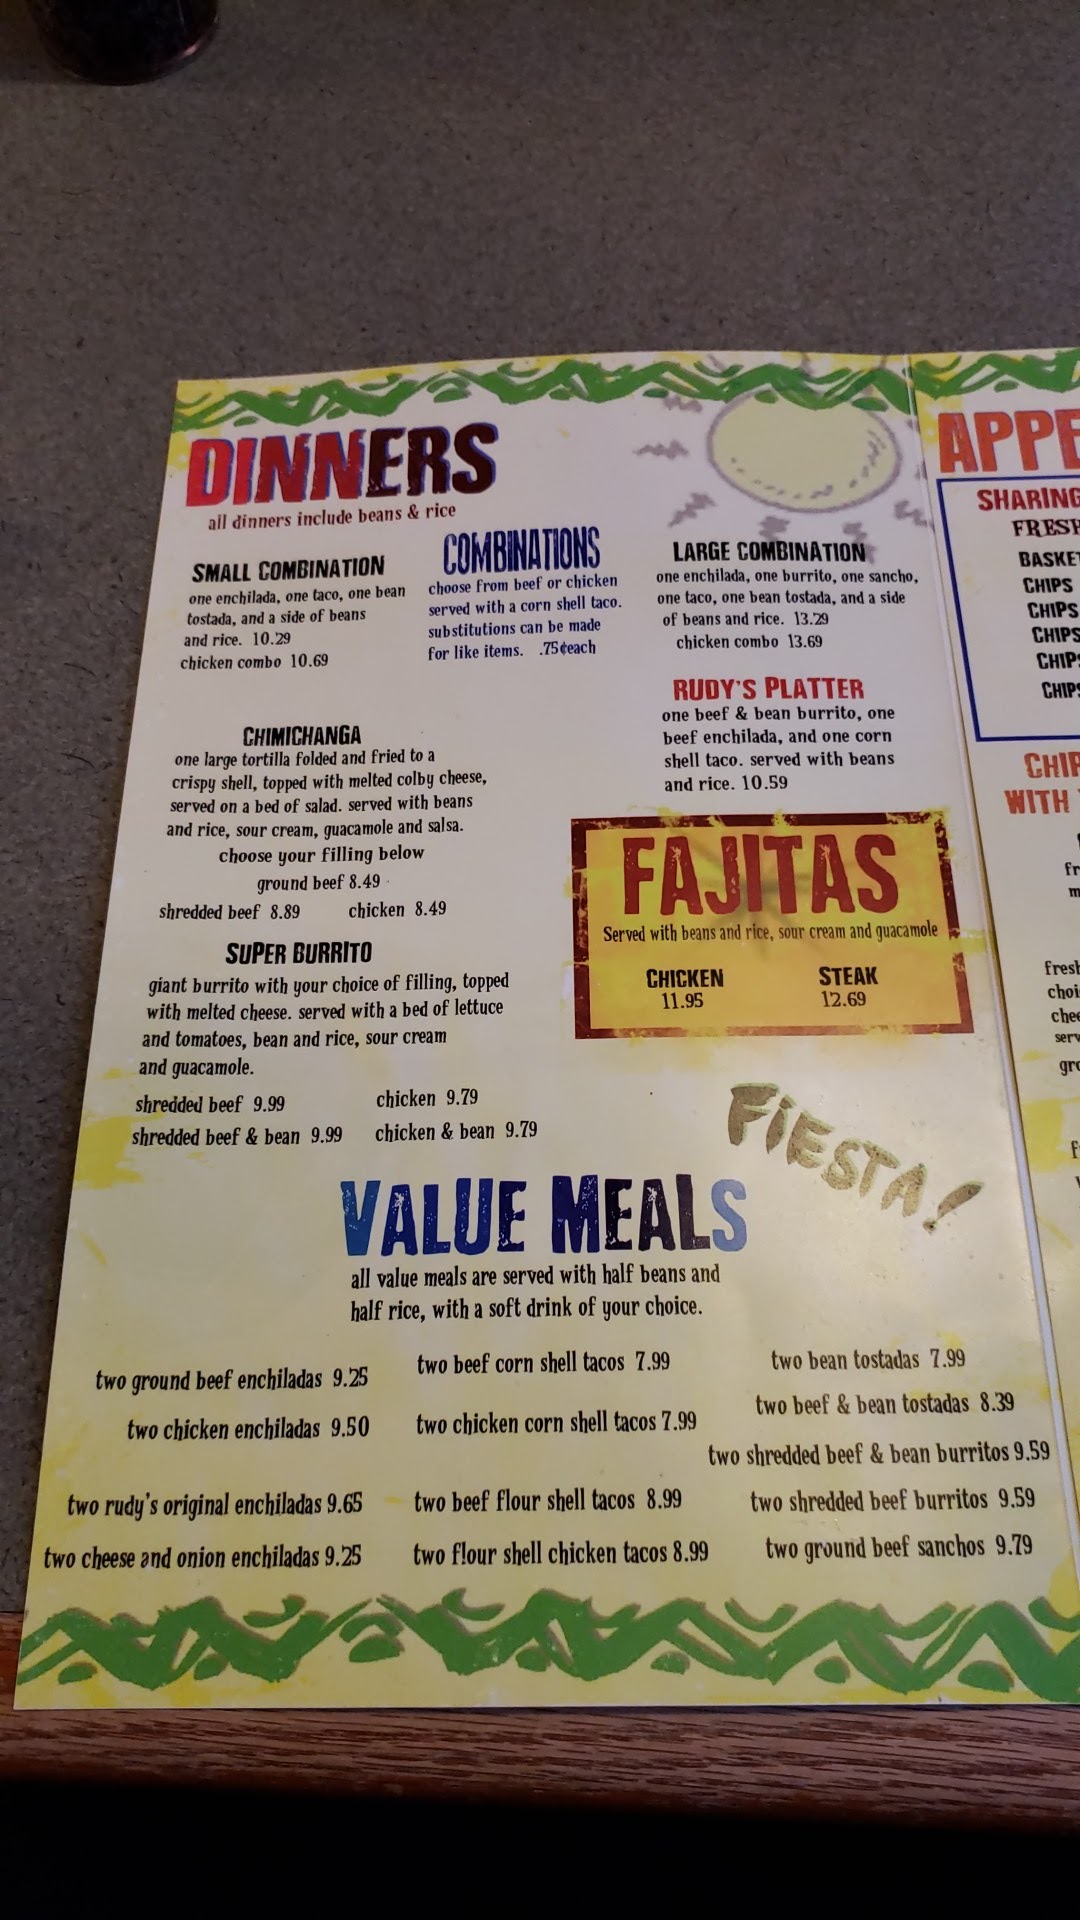 DINNERS
all dinners include beans & rice
SMALL COMBINATION
one enchilada, one taco, one bean
tostada, and a side of beans
and rice. 10.29
chicken combo 10.69
COMBINATIONS
choose from beef or chicken
served with a corn shell taco.
substitutions can be made
for like items. .75¢each
LARGE COMBINATION
one enchilada, one burrito, one sancho,
one taco, one bean tostada, and a side
of beans and rice. 13.29
chicken combo 13.69
RUDY'S PLATTER
one beef & bean burrito, one
beef enchilada, and one corn
shell taco. served with beans
and rice. 10.59
CHIMICHANGA
one large tortilla folded and fried to a
crispy shell, topped with melted colby cheese,
served on a bed of salad. served with beans
and rice, sour cream, guacamole and salsa.
choose your filling below
ground beef 8.49
shredded beef 8.89 chicken 8.49
FAJITAS
Served with beans and rice, sour cream and guacamole
CHICKEN STEAK
11.95 12.69
SUPER BURRITO
giant burrito with your choice of filling, topped
with melted cheese. served with a bed of lettuce
and tomatoes, bean and rice, sour cream
and guacamole.
shredded beef 9.99 chicken 9.79
shredded beef & bean 9.99 chicken & bean 9.79
FIESTA!
VALUE MEALS
all value meals are served with half beans and
half rice, with a soft drink of your choice.
two ground beef enchiladas 9.25
two chicken enchiladas 9.50
two rudy's original enchiladas 9.65
two cheese and onion enchiladas 9.25
two beef corn shell tacos 7.99
two chicken corn shell tacos 7.99
two beef flour shell tacos 8.99
two flour shell chicken tacos 8.99
two bean tostadas 7.99
two beef & bean tostadas 8.39
two shredded beef & bean burritos 9.59
two shredded beef burritos 9.59
two ground beef sanchos 9.79
APPE
SHARING
FRESH
BASKET
CHIPS
CHIPS
CHIPS
CHIPS
CHIPS
CHIP
WITH